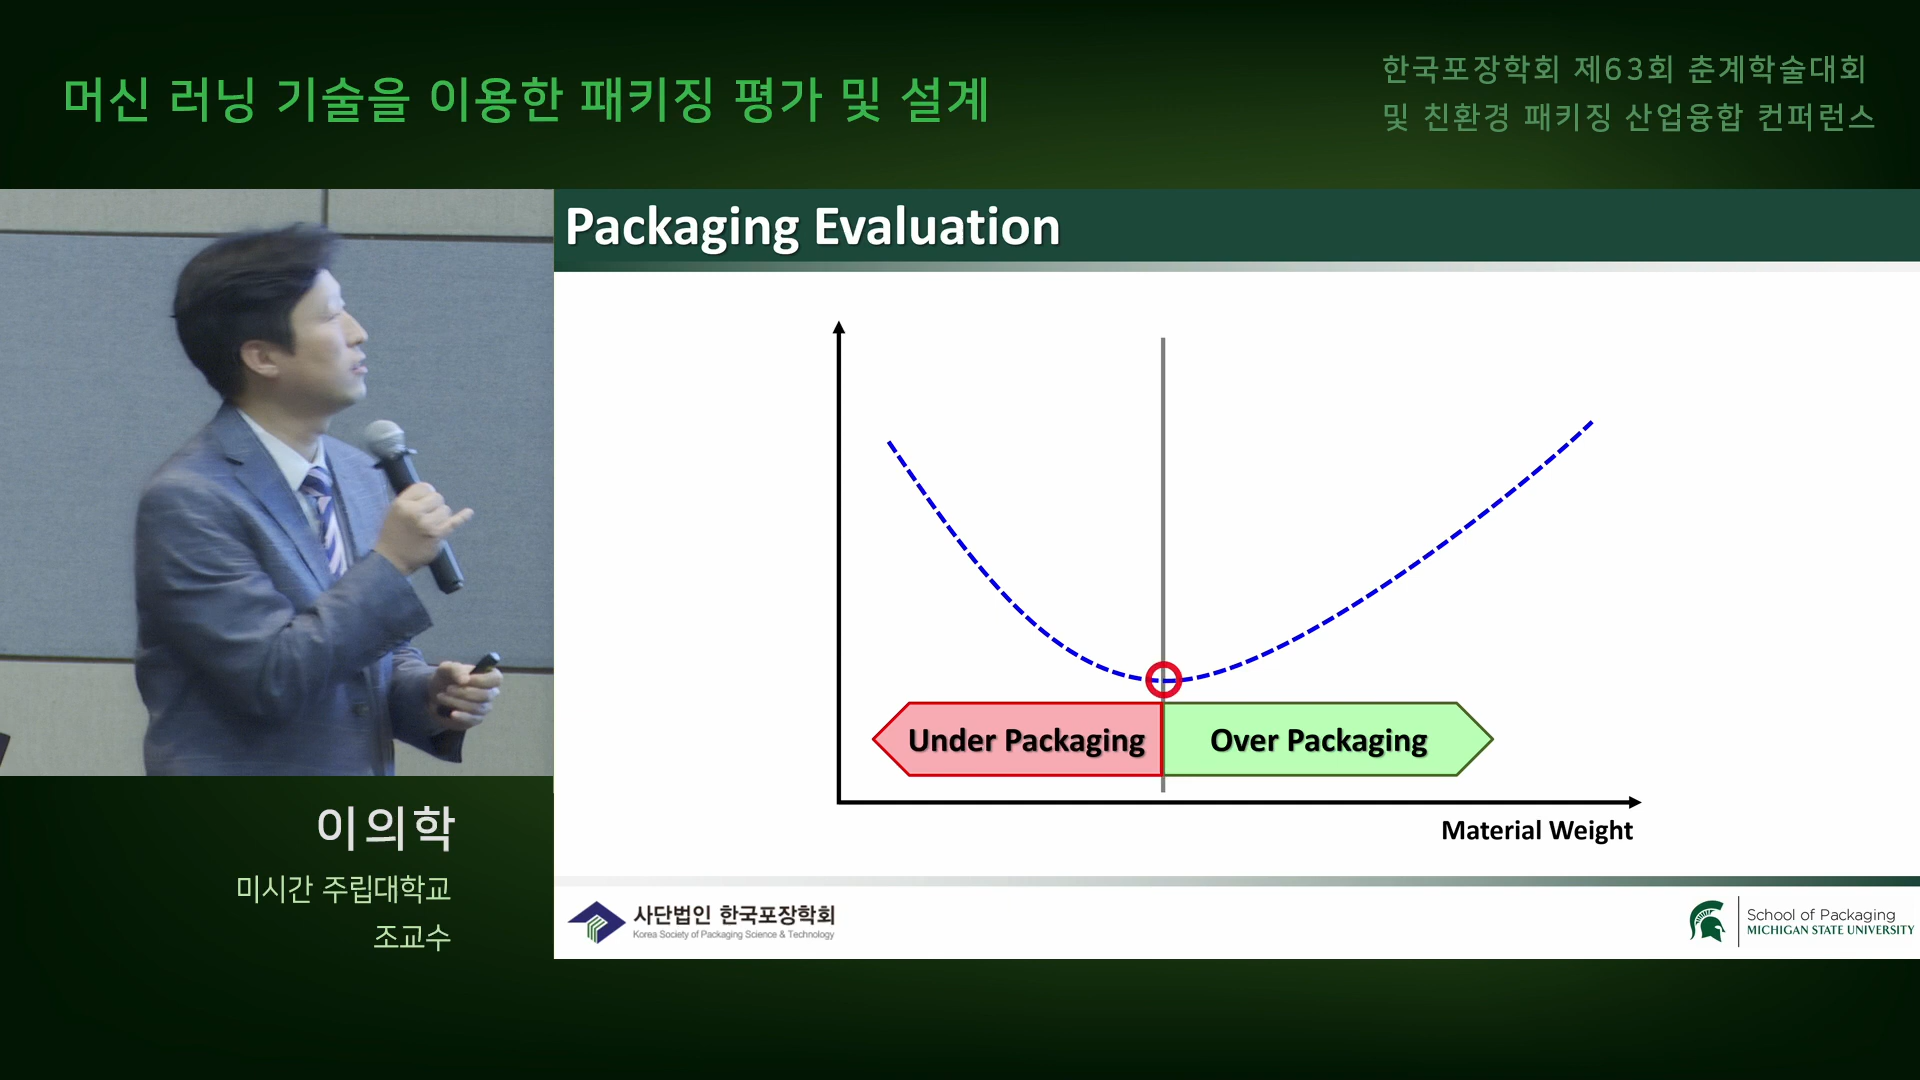 머신 러닝 기술을 이용한 패키징 평가 및 설계
한국포장학회 제63회 춘계학술대회
및 친환경 패키징 산업융합 컨퍼런스
Packaging Evaluation
Under Packaging
Over Packaging
Material Weight
이의학
미시간 주립대학교
조교수
사단법인 한국포장학회
Korea Society of Packaging Science & Technology
School of Packaging
MICHIGAN STATE UNIVERSITY